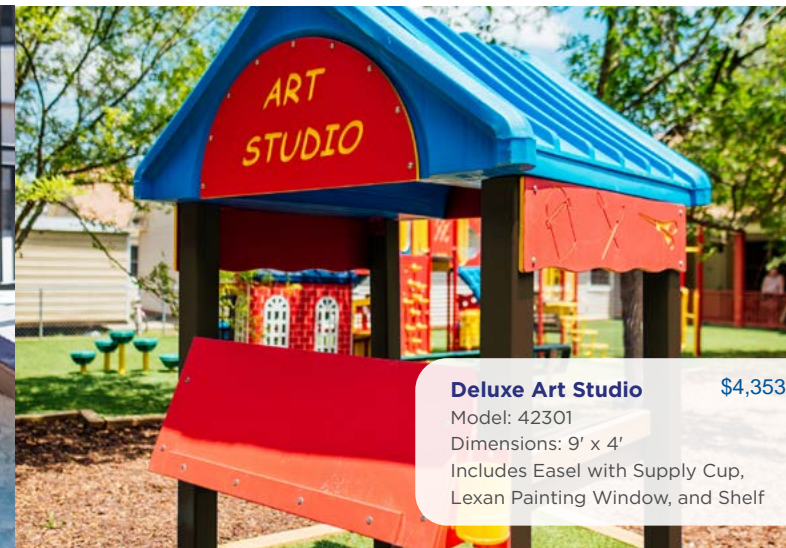 ART
STUDIO
Deluxe Art Studio $4,353
Model: 42301
Dimensions: 9' x 4'
Includes Easel with Supply Cup,
Lexan Painting Window, and Shelf